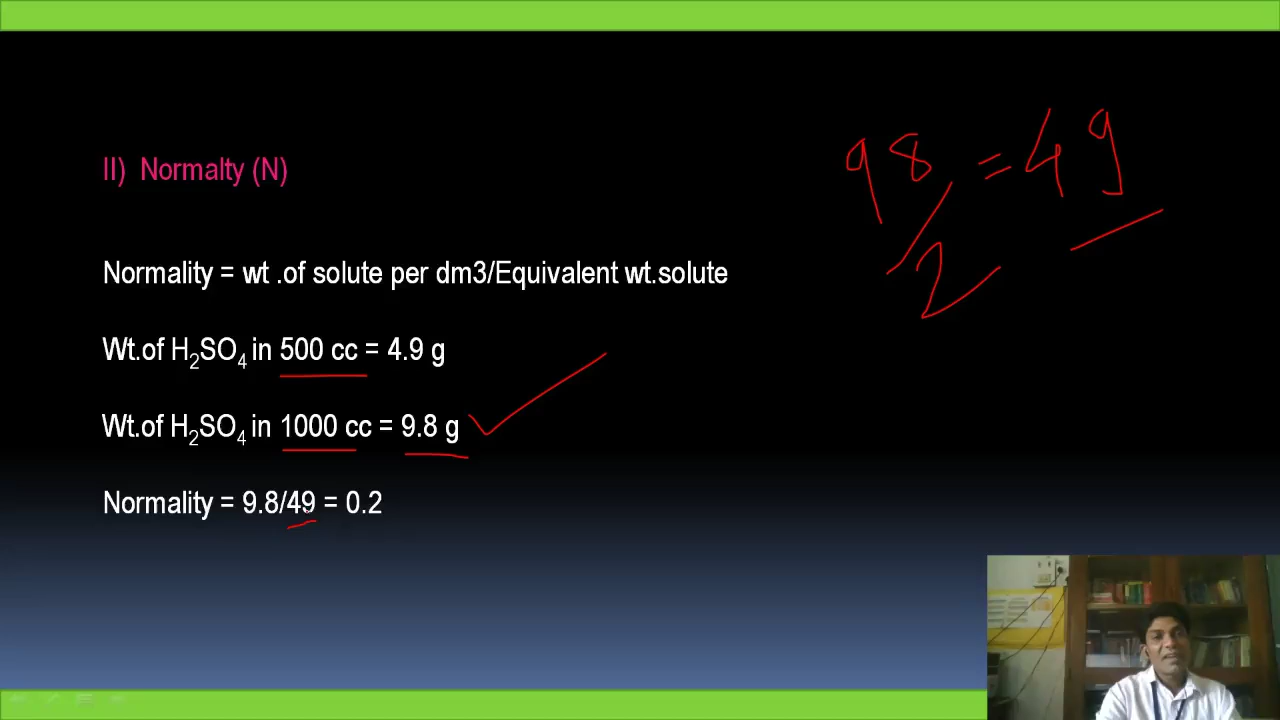 II) Normalty (N)
98/2 = 49
Normality = wt .of solute per dm3/Equivalent wt.solute
Wt.of H₂SO₄ in 500 cc = 4.9 g
Wt.of H₂SO₄ in 1000 cc = 9.8 g
Normality = 9.8/49 = 0.2